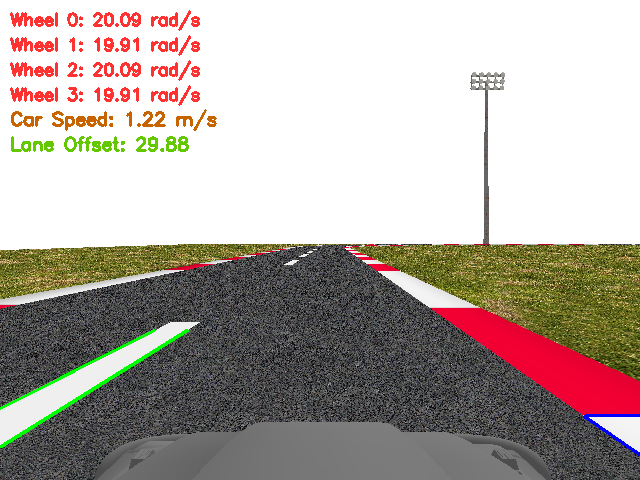 Wheel 0: 20.09 rad/s
Wheel 1: 19.91 rad/s
Wheel 2: 20.09 rad/s
Wheel 3: 19.91 rad/s
Car Speed: 1.22 m/s
Lane Offset: 29.88